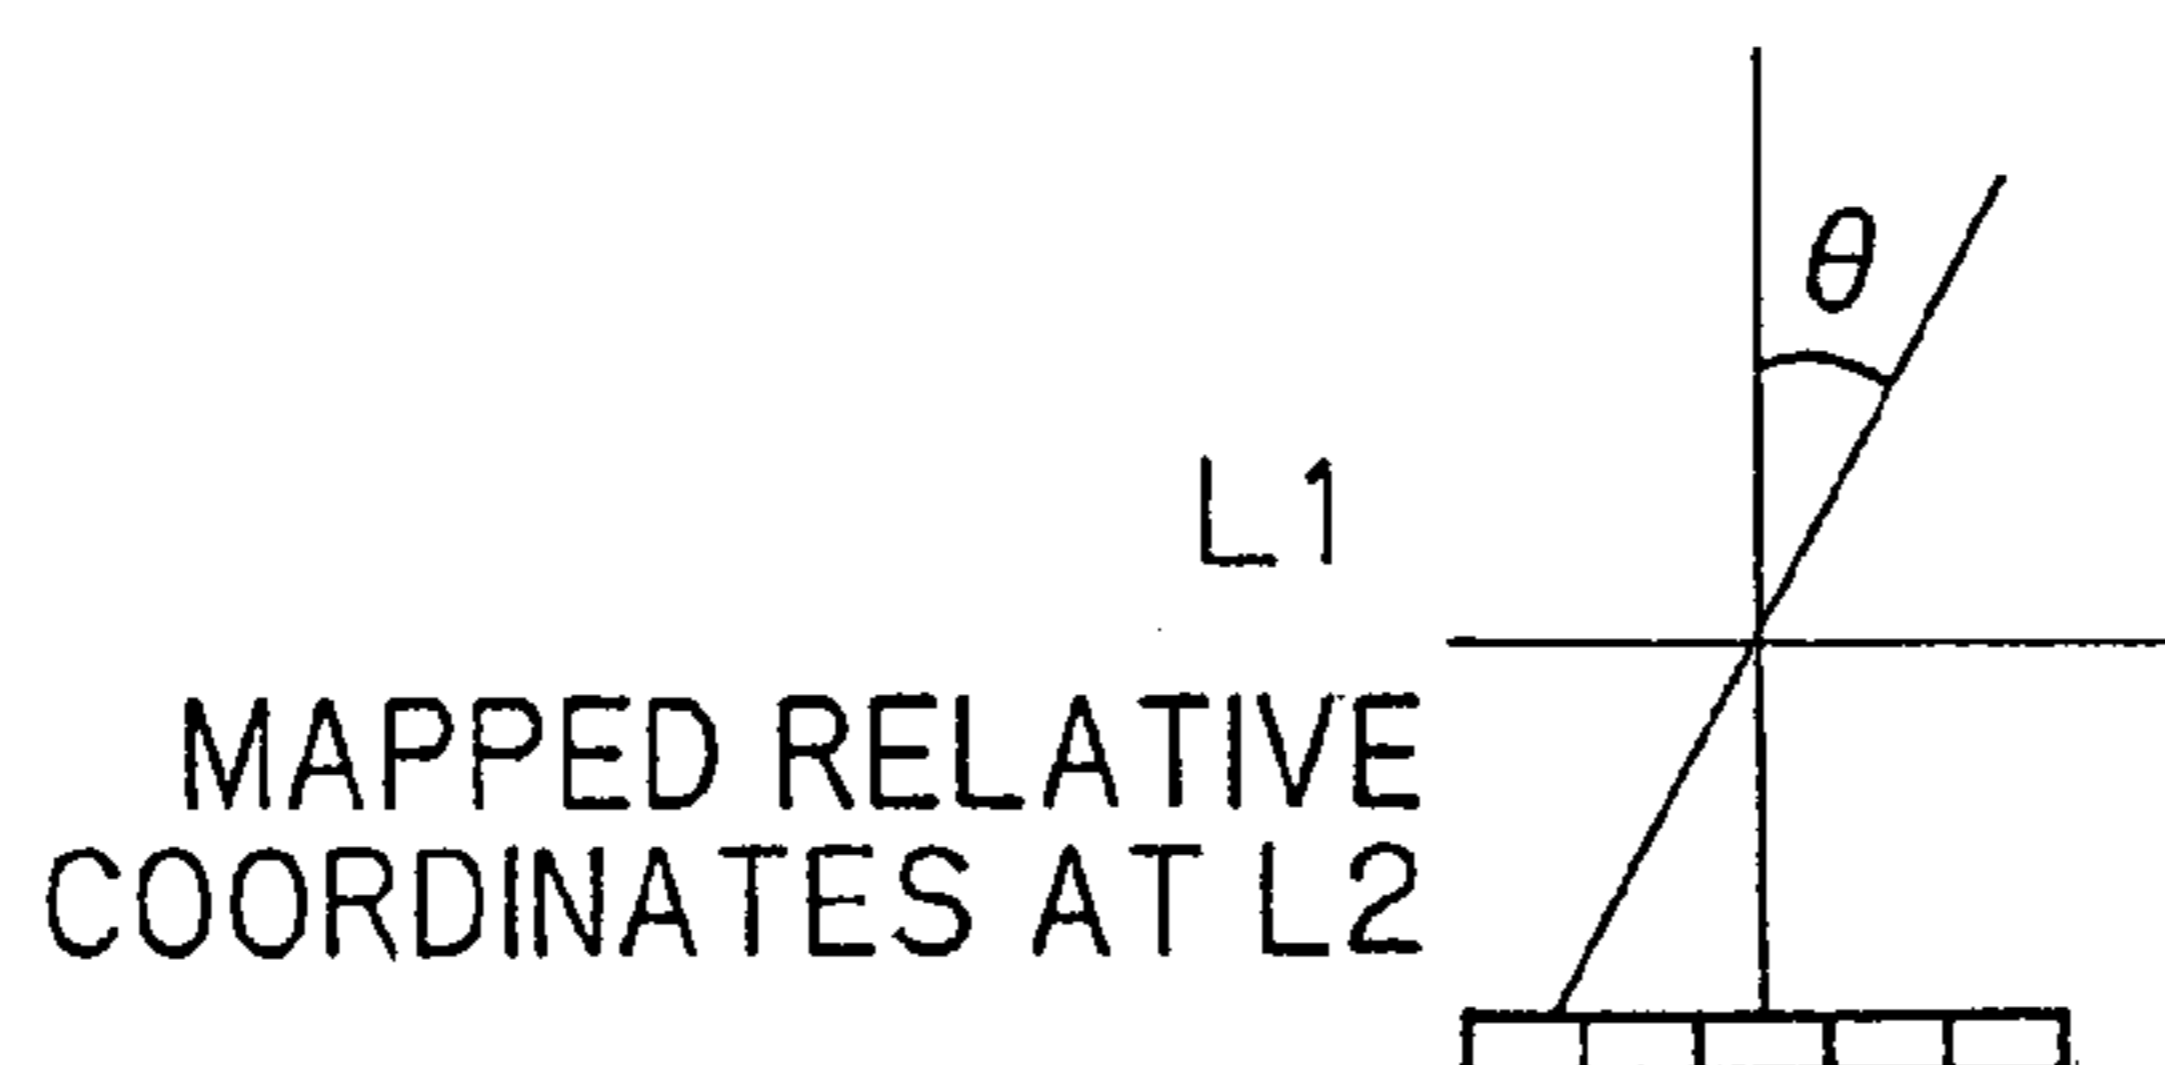 θ
L1
MAPPED RELATIVE
COORDINATES AT L2